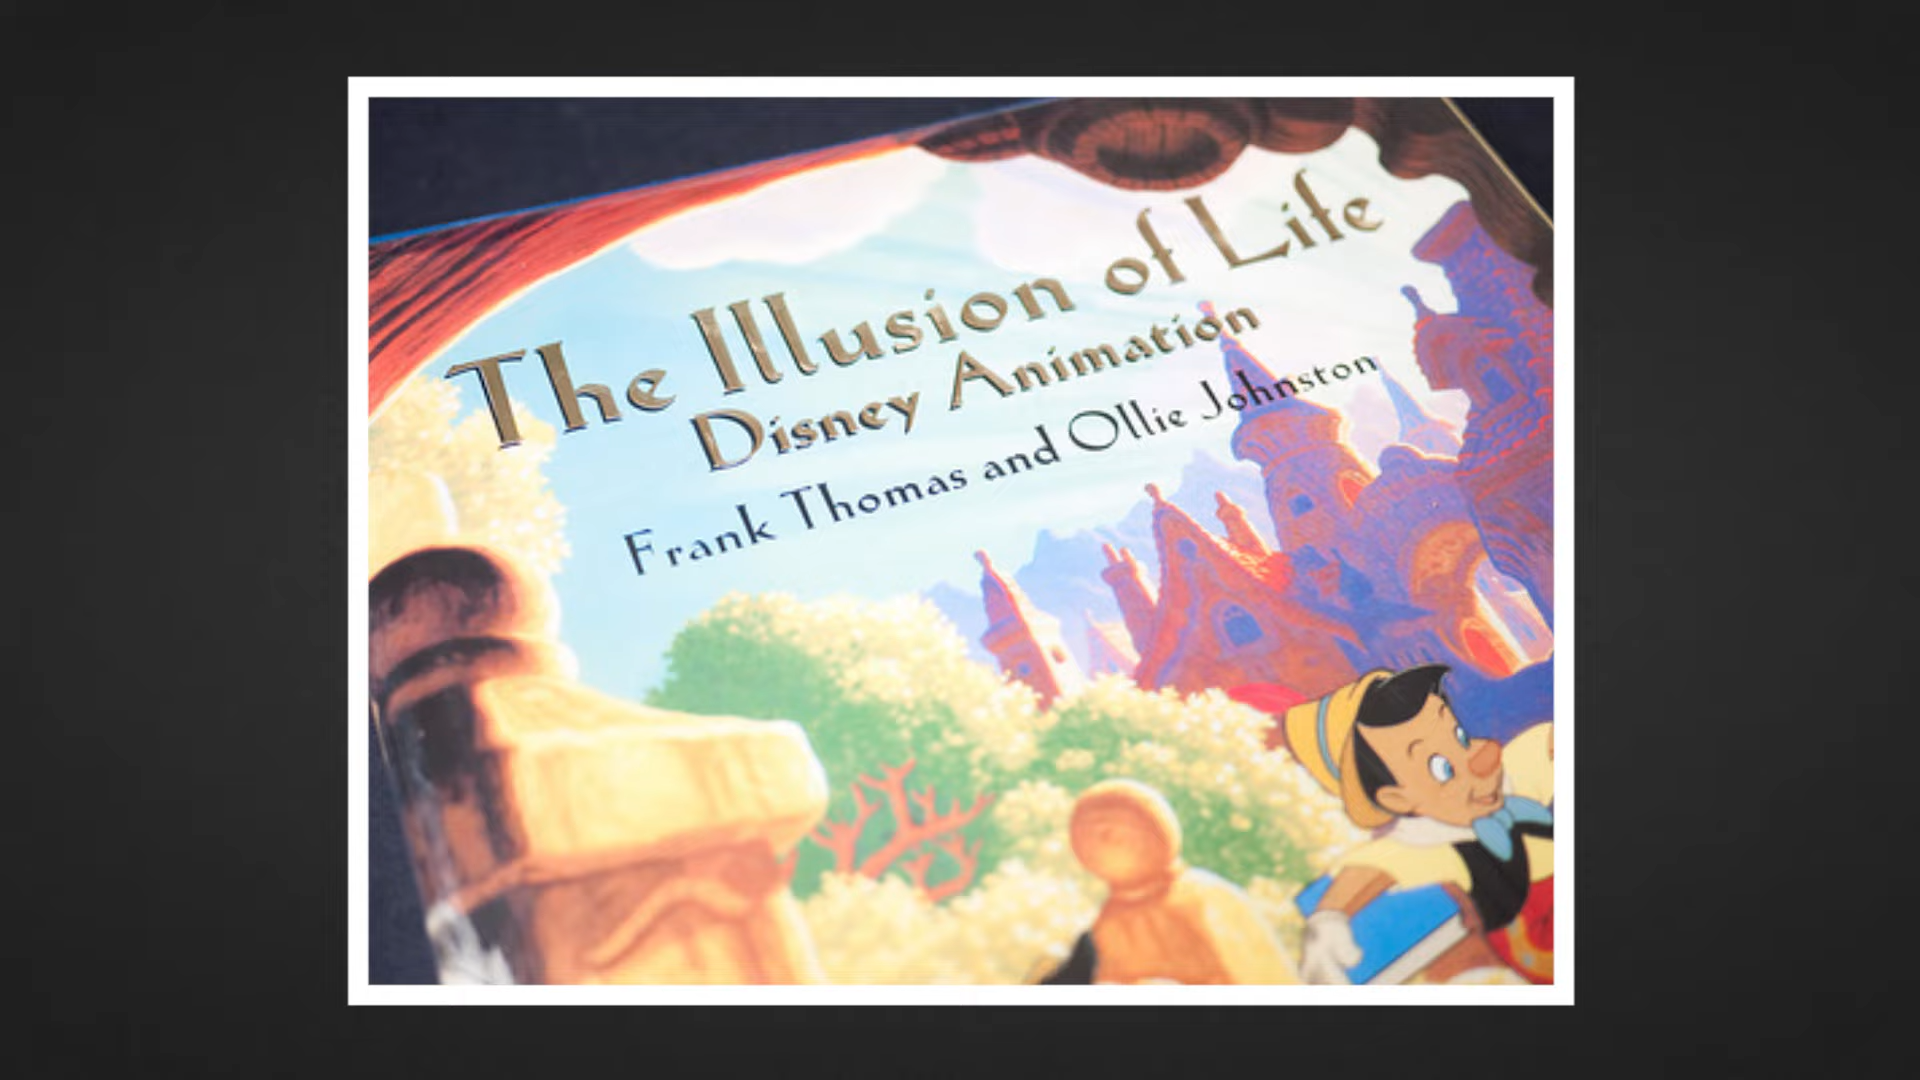 The Illusion of Life
Disney Animation
Frank Thomas and Ollie Johnston